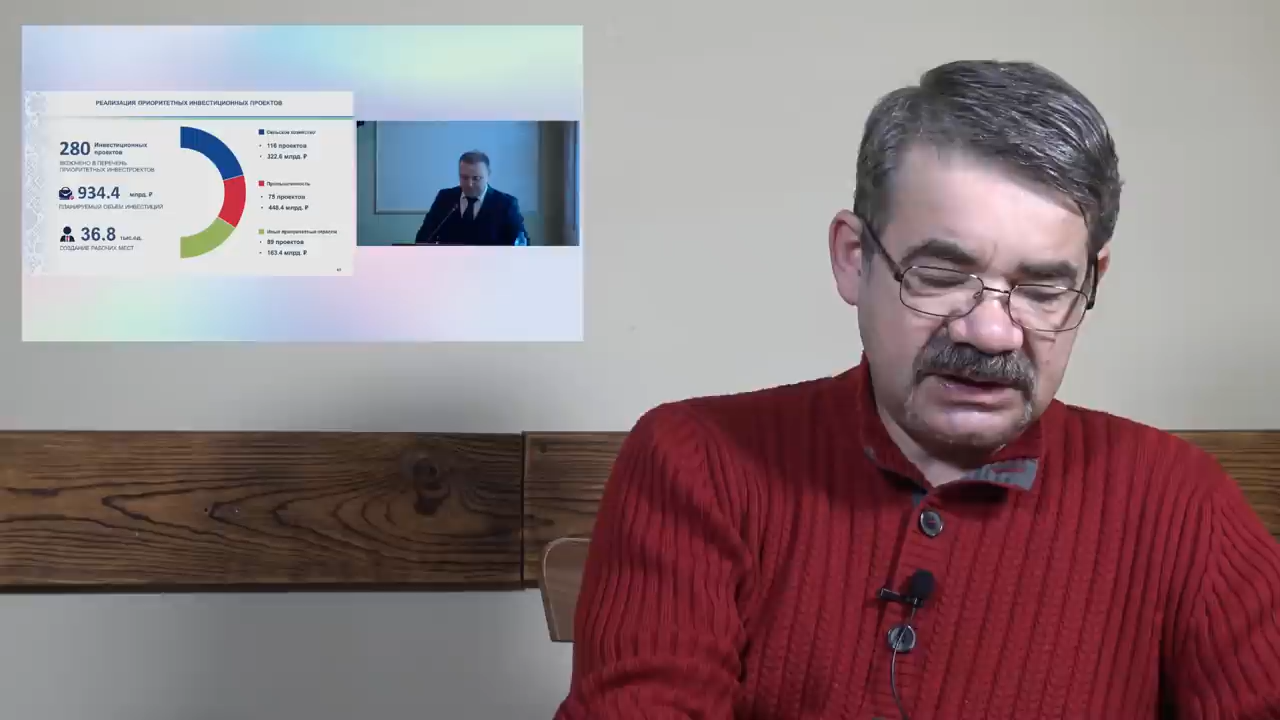 РЕАЛИЗАЦИЯ ПРИОРИТЕТНЫХ ИНВЕСТИЦИОННЫХ ПРОЕКТОВ
280 Инвестиционных
проектов
ВКЛЮЧЕНО В ПЕРЕЧЕНЬ
ПРИОРИТЕТНЫХ ИНВЕСТПРОЕКТОВ
934.4 млрд. ₽
ПЛАНИРУЕМЫЙ ОБЪЕМ ИНВЕСТИЦИЙ
36.8 тыс.ед.
СОЗДАНИЕ РАБОЧИХ МЕСТ
Сельское хозяйство
• 116 проектов
• 322.6 млрд. ₽
Промышленность
• 75 проектов
• 448.4 млрд. ₽
Иные приоритетные отрасли
• 89 проектов
• 163.4 млрд. ₽